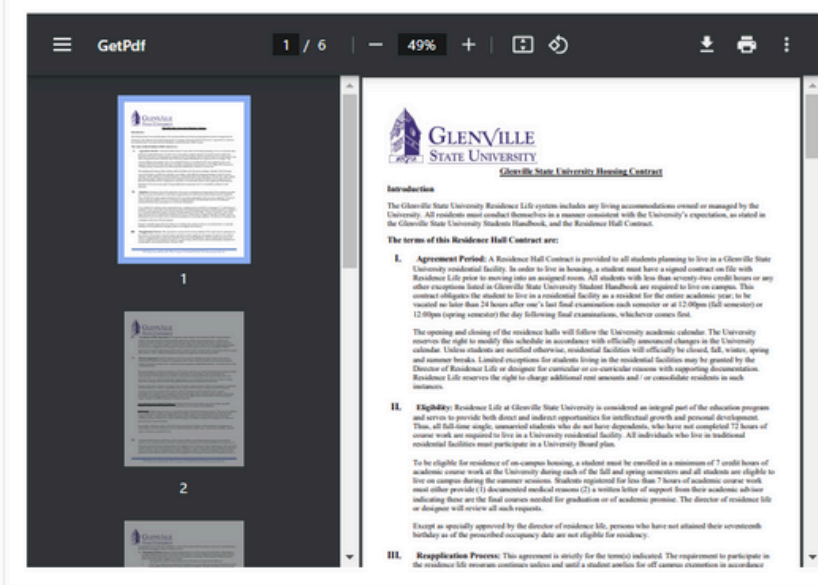 GetPdf
1 / 6
49%
GLENVILLE
STATE UNIVERSITY
Glenville State University Housing Contract
Introduction
The Glenville State University Residence Life system includes any living accommodations owned or managed by the
University. All residents must conduct themselves in a manner consistent with the University's expectation, as stated in
the Glenville State University Students Handbook, and the Residence Hall Contract.
The terms of this Residence Hall Contract are:
I. Agreement Period: A Residence Hall Contract is provided to all students planning to live in a Glenville State
University residential facility. In order to live in housing, a student must have a signed contract on file with
Residence Life prior to moving into an assigned room. All students with less than seventy-two credit hours or any
other exceptions listed in Glenville State University Student Handbook are required to live on campus. This
contract obligates the student to live in a residential facility as a resident for the entire academic year; to be
vacated no later than 24 hours after one's last final examination each semester or at 12:00pm (fall semester) or
12:00pm (spring semester) the day following final examinations, whichever comes first.
The opening and closing of the residence halls will follow the University academic calendar. The University
reserves the right to modify this schedule in accordance with officially announced changes in the University
calendar. Unless students are notified otherwise, residential facilities will officially be closed, fall, winter, spring
and summer breaks. Limited exceptions for students living in the residential facilities may be granted by the
Director of Residence Life or designee for curricular or co-curricular reasons with supporting documentation.
Residence Life reserves the right to charge additional rent amounts and / or consolidate residents in such
instances.
II. Eligibility: Residence Life at Glenville State University is considered an integral part of the education program
and serves to provide both direct and indirect opportunities for intellectual growth and personal development.
Thus, all full-time single, unmarried students who do not have dependents, who have not completed 72 hours of
course work are required to live in a University residential facility. All individuals who live in traditional
residential facilities must participate in a University Board plan.
To be eligible for residence of on-campus housing, a student must be enrolled in a minimum of 7 credit hours of
academic course work at the University during each of the fall and spring semesters and all students are eligible to
live on campus during the summer sessions. Students registered for less than 7 hours of academic course work
must either provide (1) documented medical reasons (2) a written letter of support from their academic advisor
indicating these are the final courses needed for graduation or of academic promise. The director of residence life
or designee will review all such requests.
Except as specially approved by the director of residence life, persons who have not attained their seventeenth
birthday as of the prescribed occupancy date are not eligible for residency.
III. Reapplication Process: This agreement is strictly for the term(s) indicated. The requirement to participate in
the residence life program continues unless and until a student applies for off campus exemption in accordance
1
2